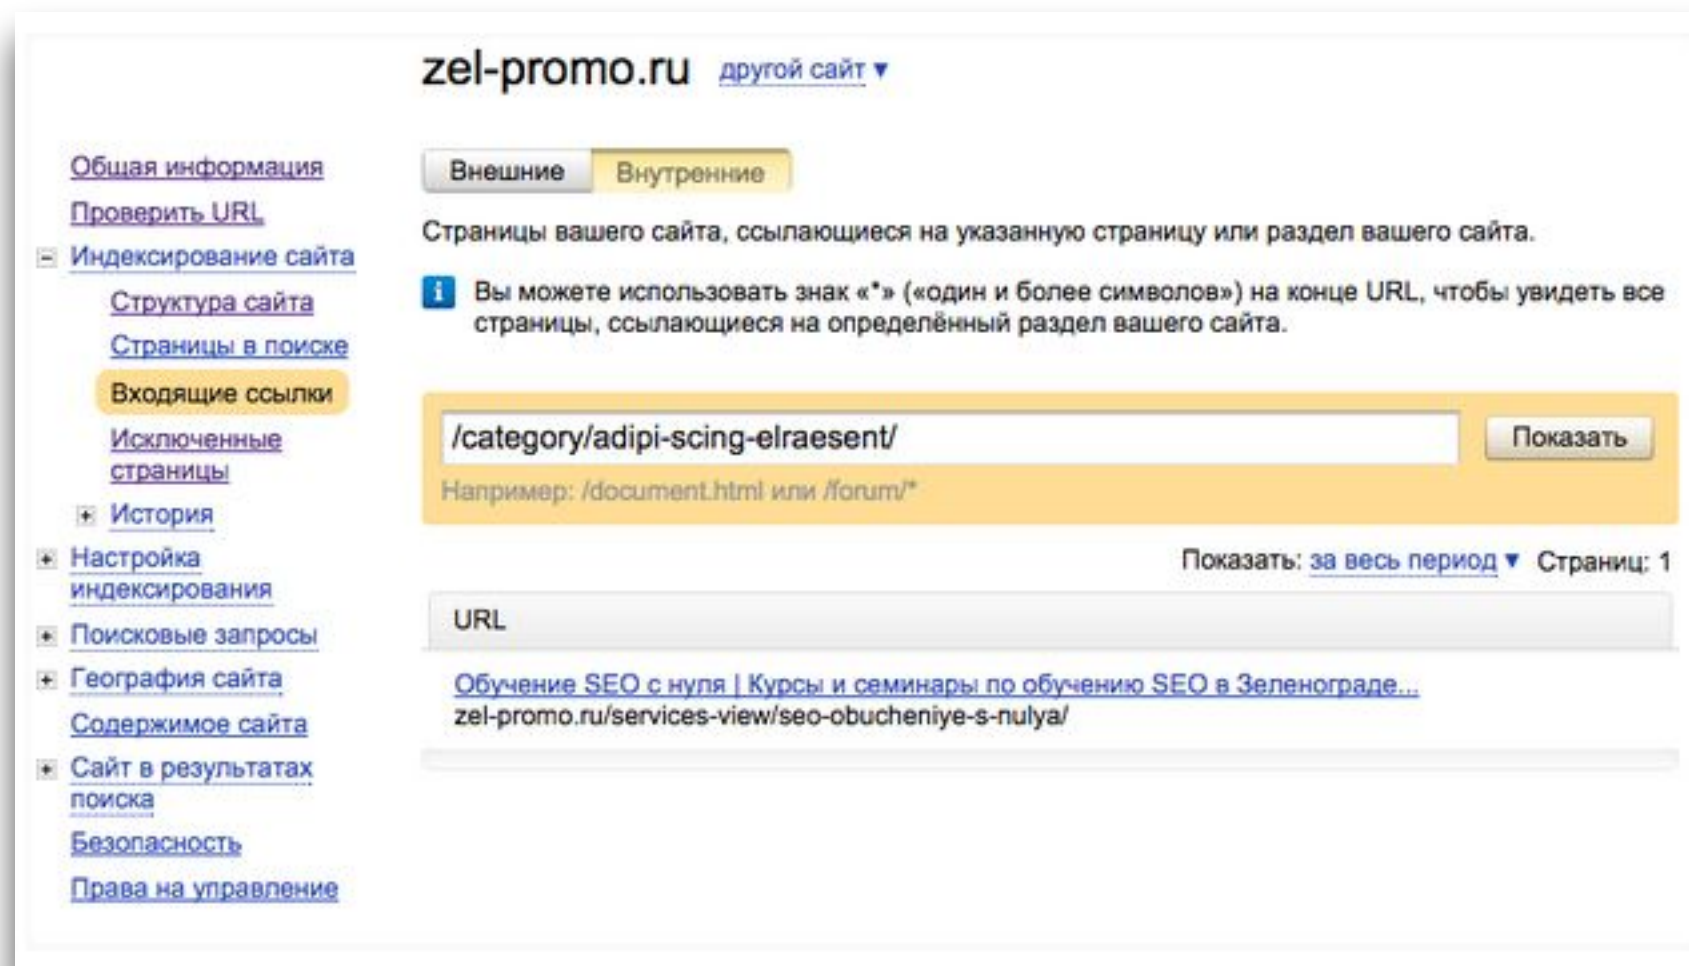 zel-promo.ru другой сайт ▼
Общая информация
Проверить URL
Индексирование сайта
Структура сайта
Страницы в поиске
Входящие ссылки
Исключенные
страницы
История
Настройка
индексирования
Поисковые запросы
География сайта
Содержимое сайта
Сайт в результатах
поиска
Безопасность
Права на управление
Внешние Внутренние
Страницы вашего сайта, ссылающиеся на указанную страницу или раздел вашего сайта.
Вы можете использовать знак «*» («один и более символов») на конце URL, чтобы увидеть все
страницы, ссылающиеся на определённый раздел вашего сайта.
/category/adipi-scing-elraesent/ Показать
Например: /document.html или /forum/*
Показать: за весь период ▼ Страниц: 1
URL
Обучение SEO с нуля | Курсы и семинары по обучению SEO в Зеленограде...
zel-promo.ru/services-view/seo-obucheniye-s-nulya/